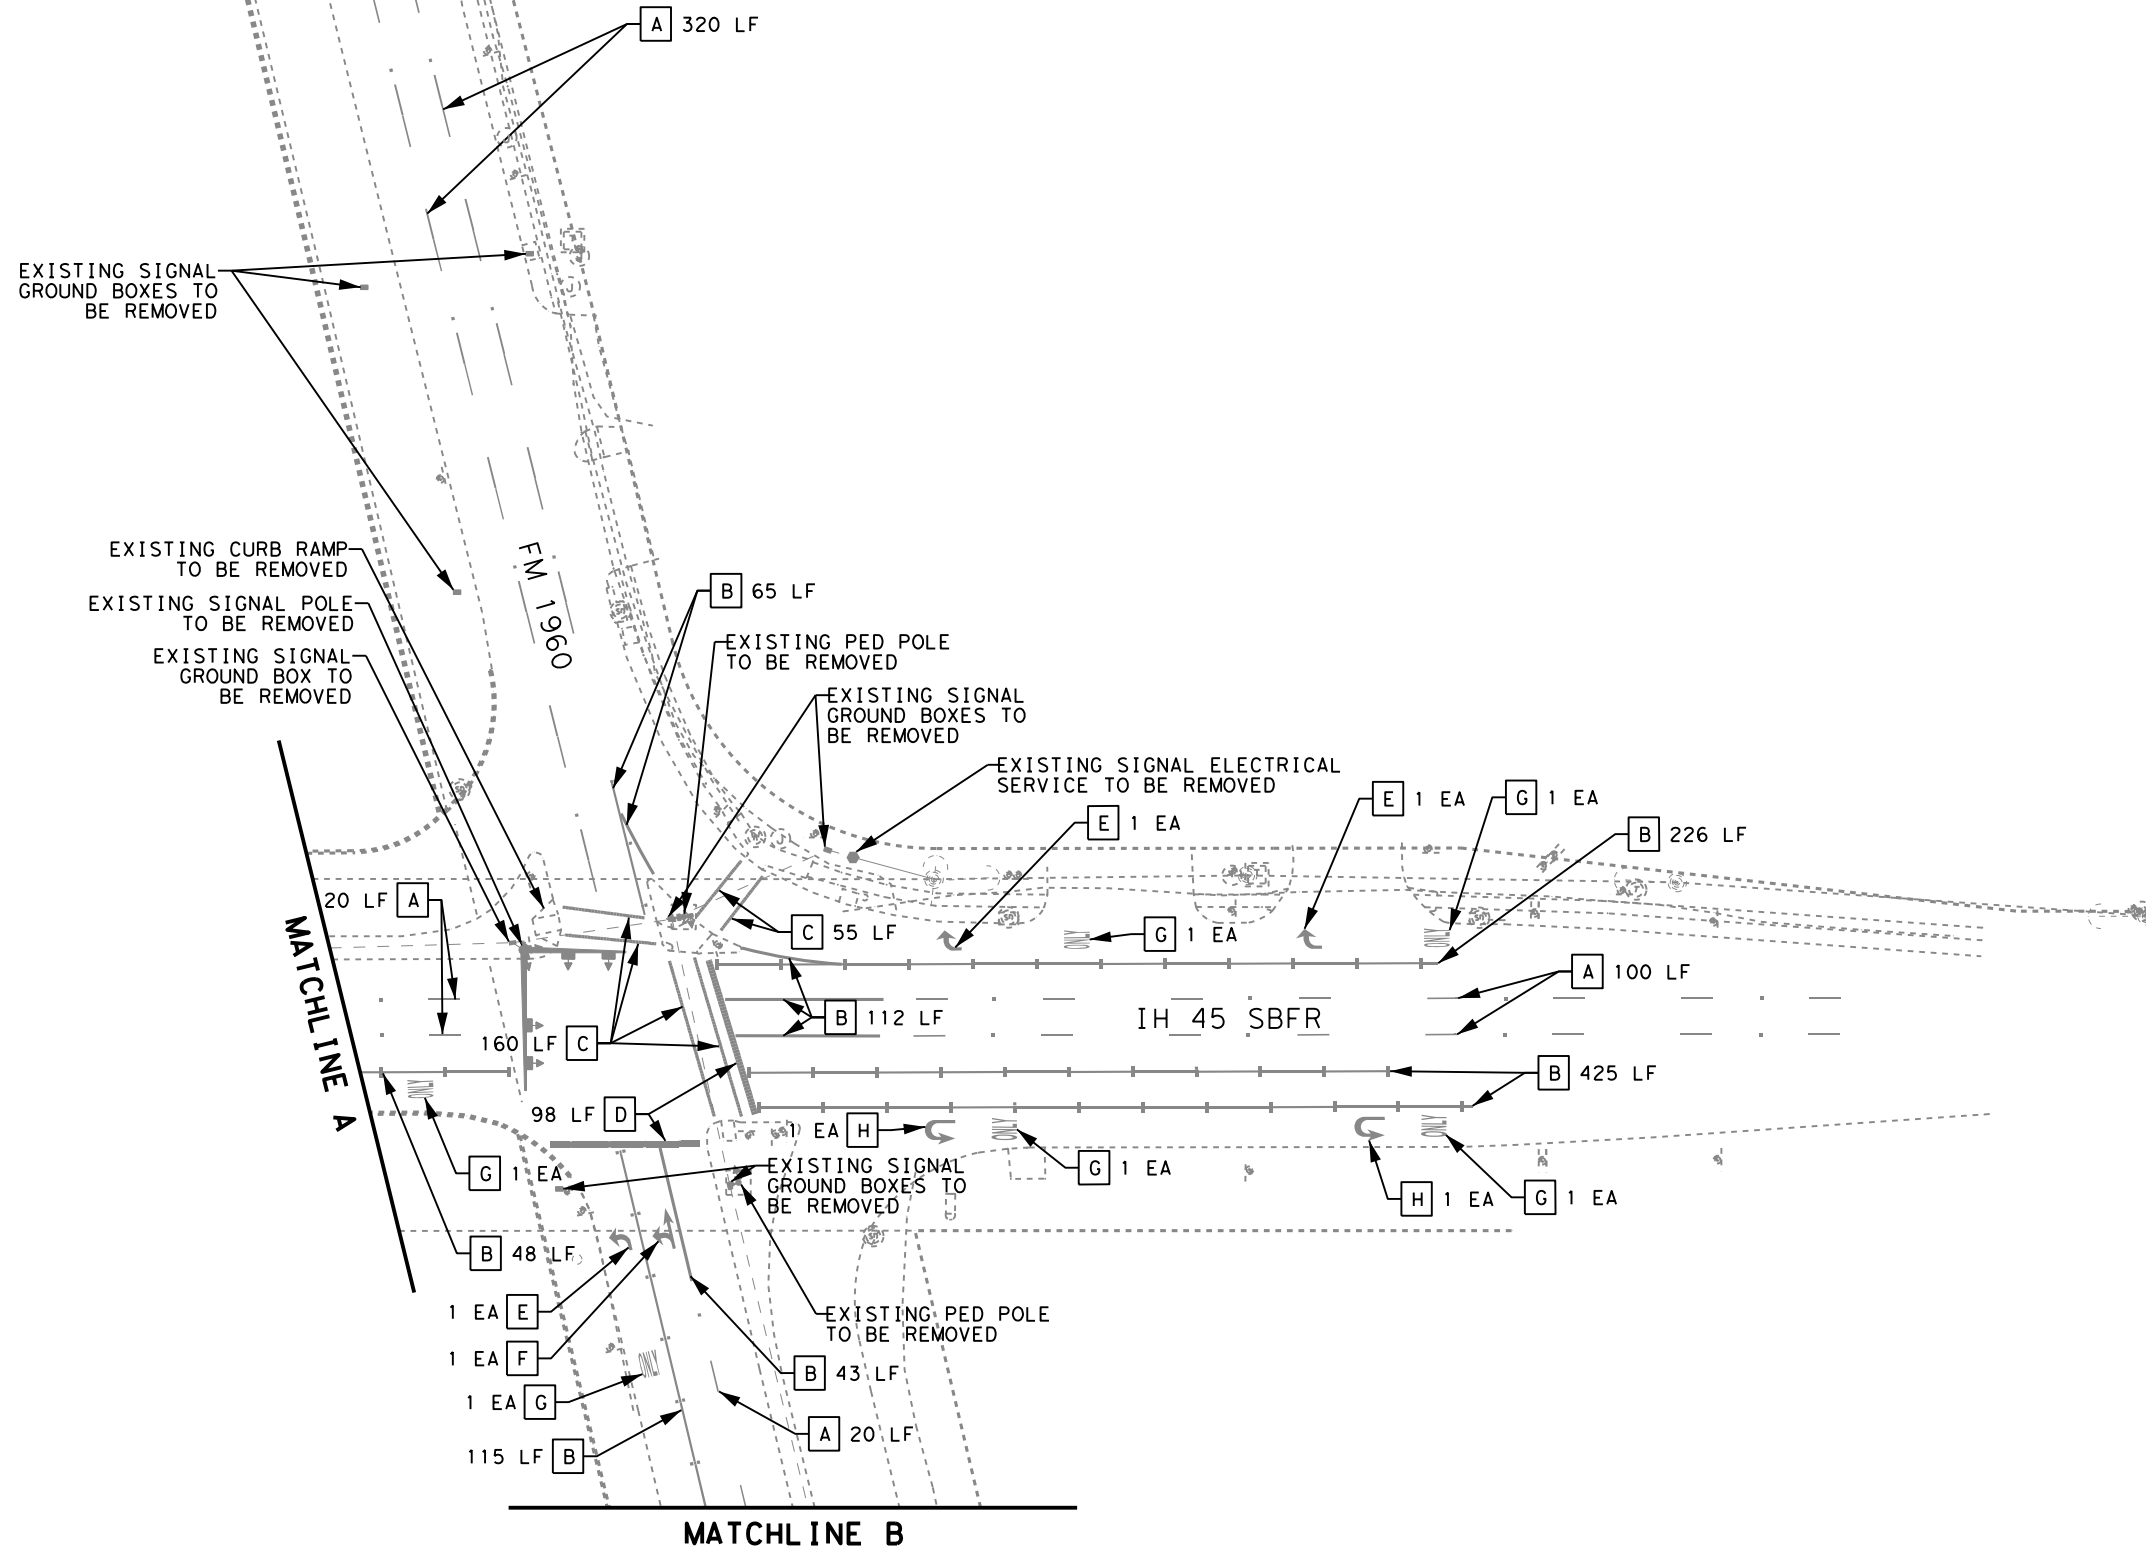 A 320 LF
EXISTING SIGNAL
GROUND BOXES TO
BE REMOVED
EXISTING CURB RAMP
TO BE REMOVED
EXISTING SIGNAL POLE
TO BE REMOVED
EXISTING SIGNAL
GROUND BOX TO
BE REMOVED
FM 1960
B 65 LF
EXISTING PED POLE
TO BE REMOVED
EXISTING SIGNAL
GROUND BOXES TO
BE REMOVED
EXISTING SIGNAL ELECTRICAL
SERVICE TO BE REMOVED
E 1 EA
E 1 EA
G 1 EA
B 226 LF
20 LF A
C 55 LF
G 1 EA
ONLY
ONLY
A 100 LF
MATCHLINE A
B 112 LF
IH 45 SBFR
160 LF C
B 425 LF
ONLY
98 LF D
1 EA H
ONLY
ONLY
G 1 EA
EXISTING SIGNAL
GROUND BOXES TO
BE REMOVED
G 1 EA
H 1 EA
G 1 EA
B 48 LF
1 EA E
EXISTING PED POLE
TO BE REMOVED
1 EA F
ONLY
B 43 LF
1 EA G
A 20 LF
115 LF B
MATCHLINE B